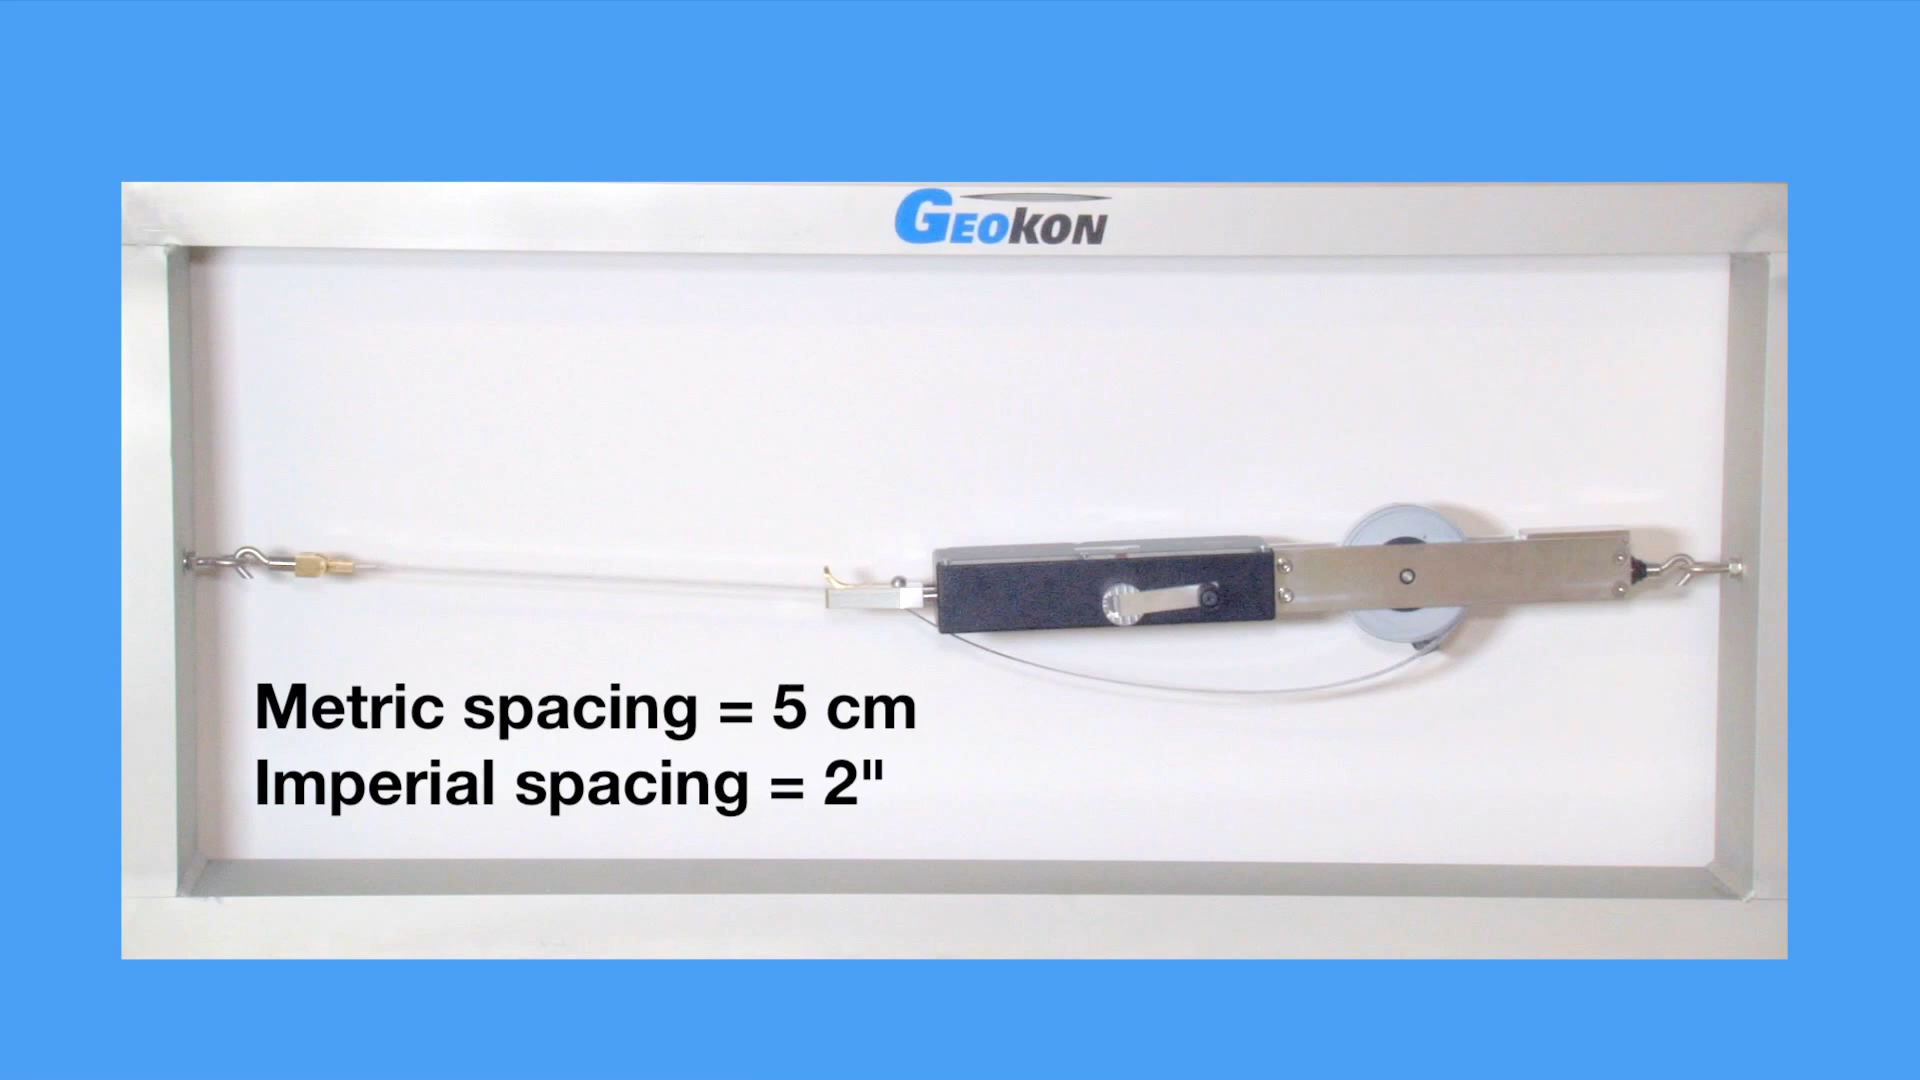 GEOKON
Metric spacing = 5 cm
Imperial spacing = 2"